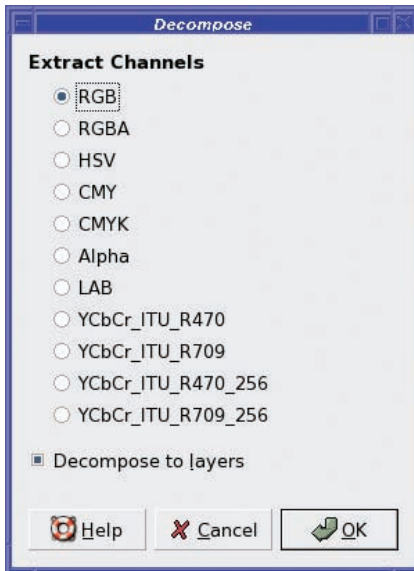 Decompose
Extract Channels
RGB
RGBA
HSV
CMY
CMYK
Alpha
LAB
YCbCr_ITU_R470
YCbCr_ITU_R709
YCbCr_ITU_R470_256
YCbCr_ITU_R709_256
Decompose to layers
Help Cancel OK